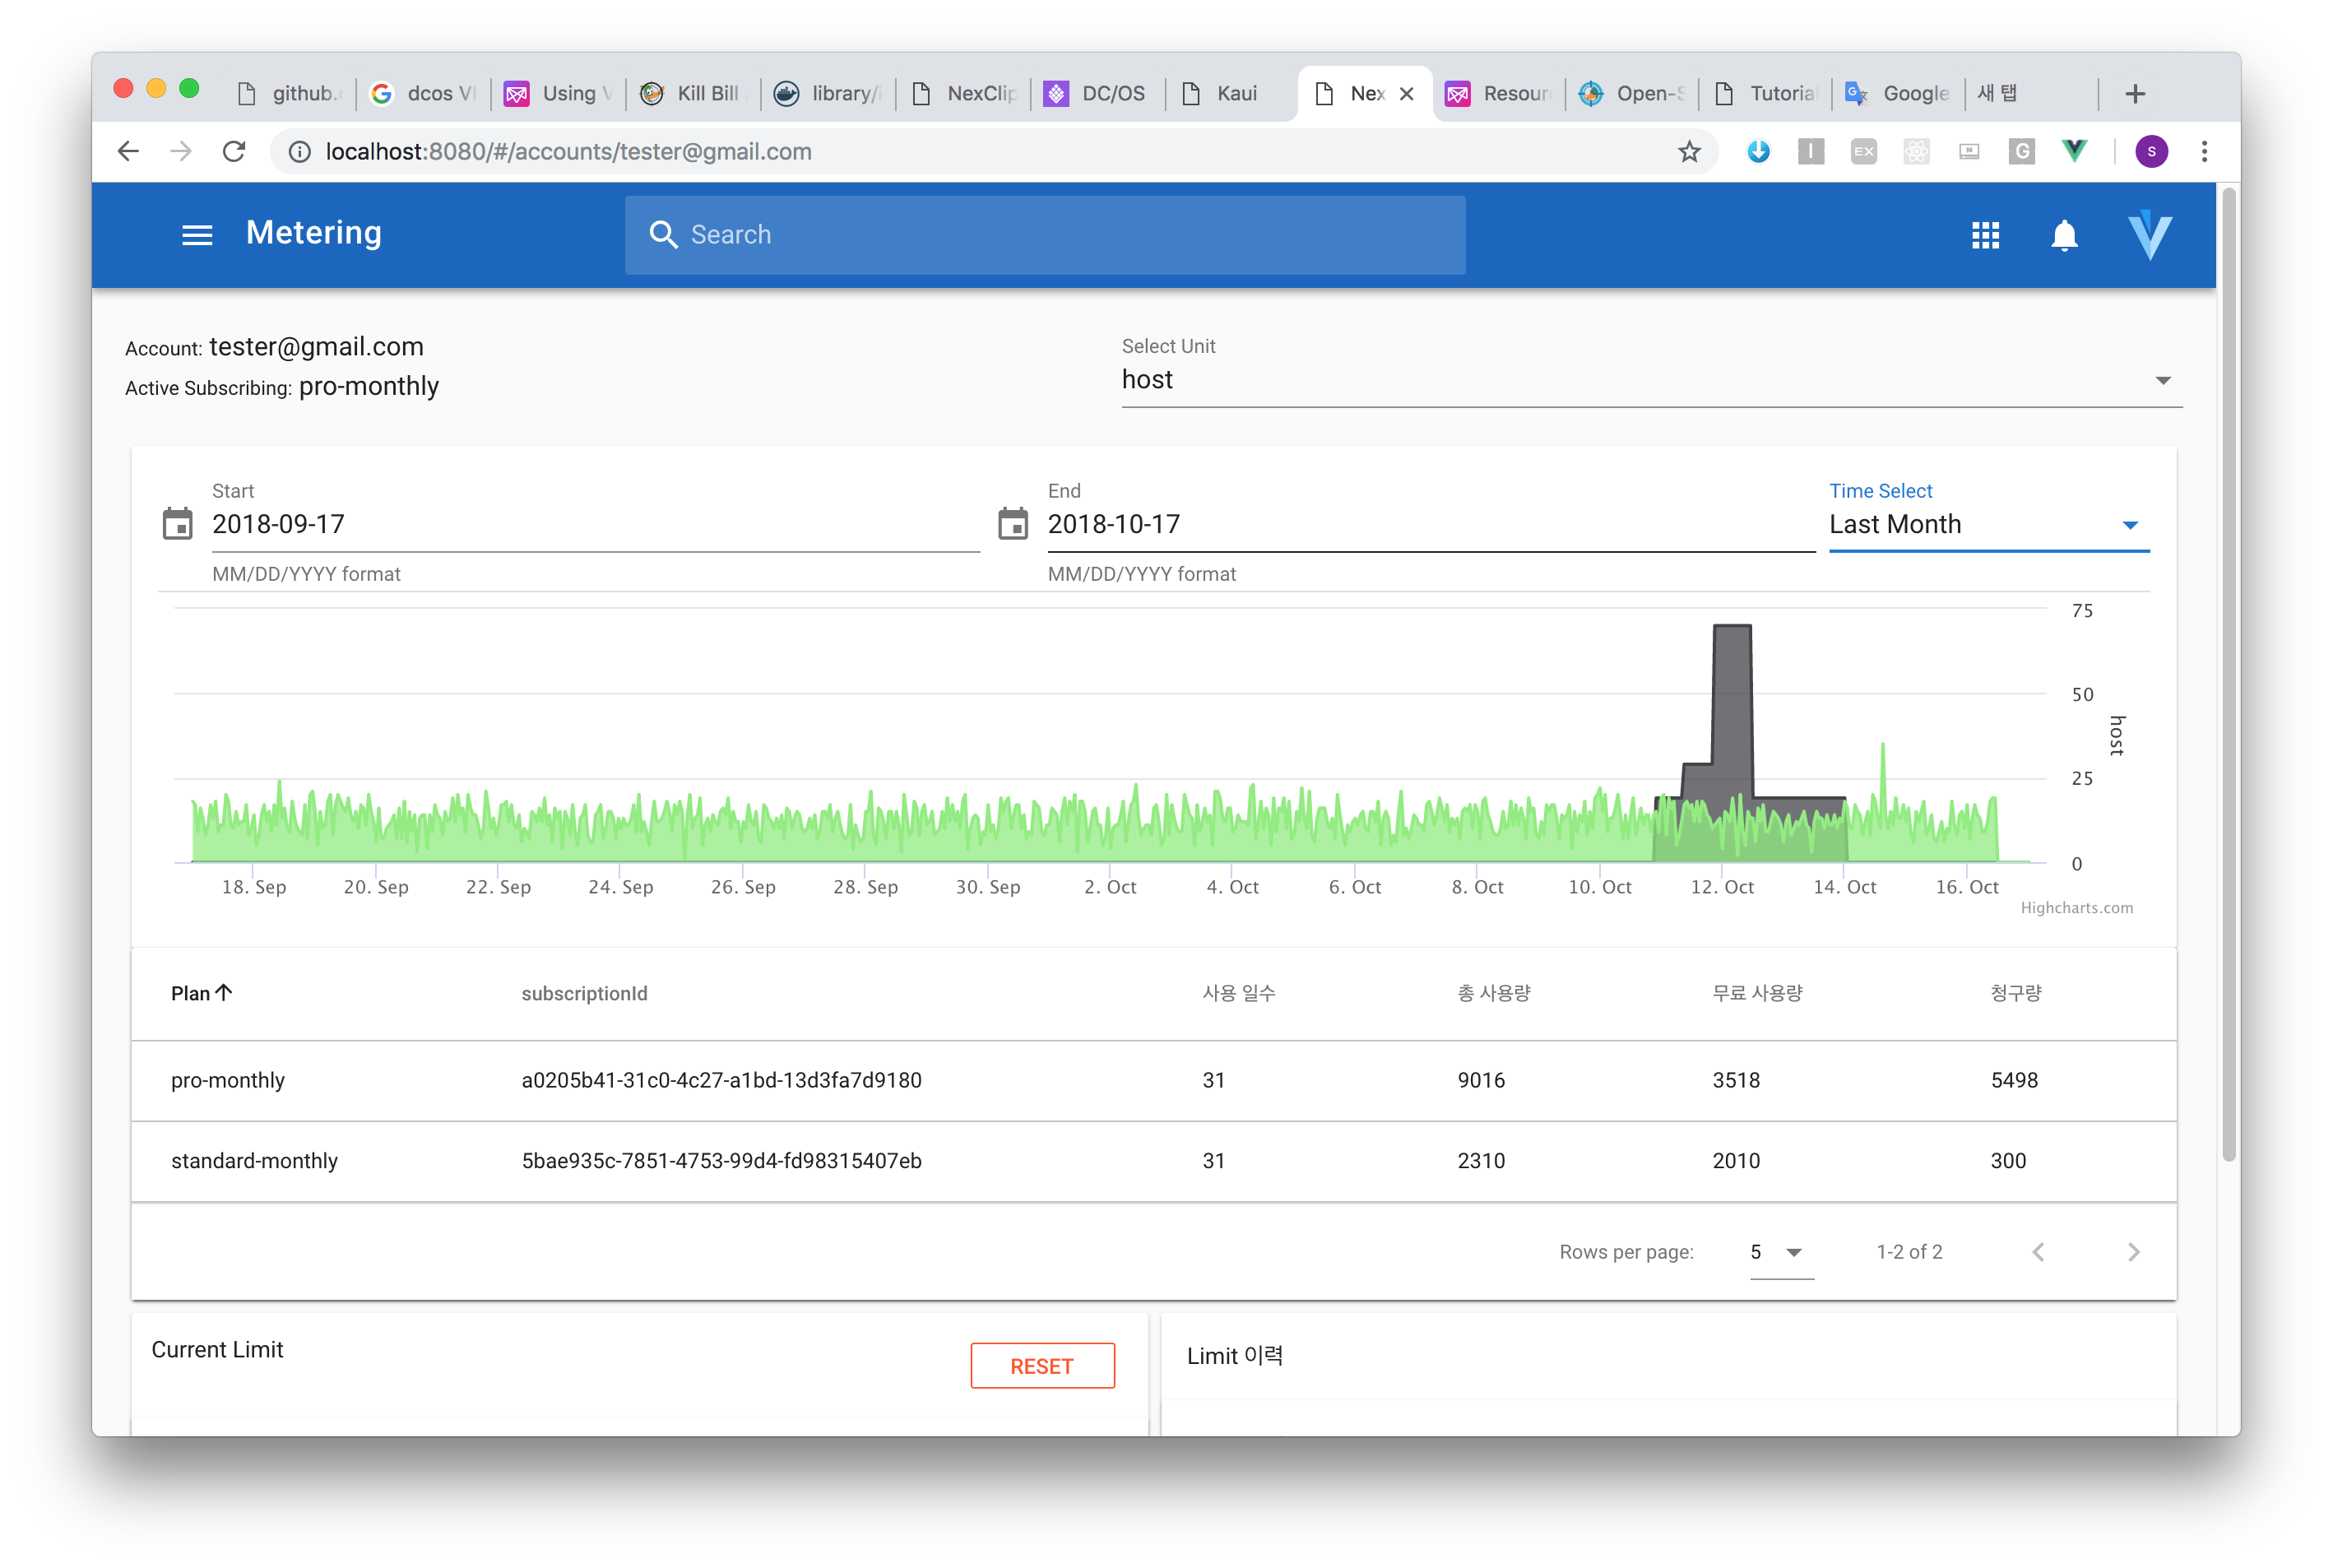 github.
dcos
Using
Kill Bill
library/
NexClip
DC/OS
Kaui
Nex
Resour
Open-S
Tutorial
Google
새 탭
localhost:8080/#/accounts/tester@gmail.com
I
EX
N
G
S
Metering
Search
Account: tester@gmail.com
Select Unit
Active Subscribing: pro-monthly
host
Start
End
Time Select
2018-09-17
2018-10-17
Last Month
MM/DD/YYYY format
MM/DD/YYYY format
75
50
25
0
host
18. Sep 20. Sep 22. Sep 24. Sep 26. Sep 28. Sep 30. Sep 2. Oct 4. Oct 6. Oct 8. Oct 10. Oct 12. Oct 14. Oct 16. Oct
Highcharts.com
Plan subscriptionId 사용 일수 총 사용량 무료 사용량 청구량
pro-monthly a0205b41-31c0-4c27-a1bd-13d3fa7d9180 31 9016 3518 5498
standard-monthly 5bae935c-7851-4753-99d4-fd98315407eb 31 2310 2010 300
Rows per page: 5 1-2 of 2
Current Limit
RESET
Limit 이력